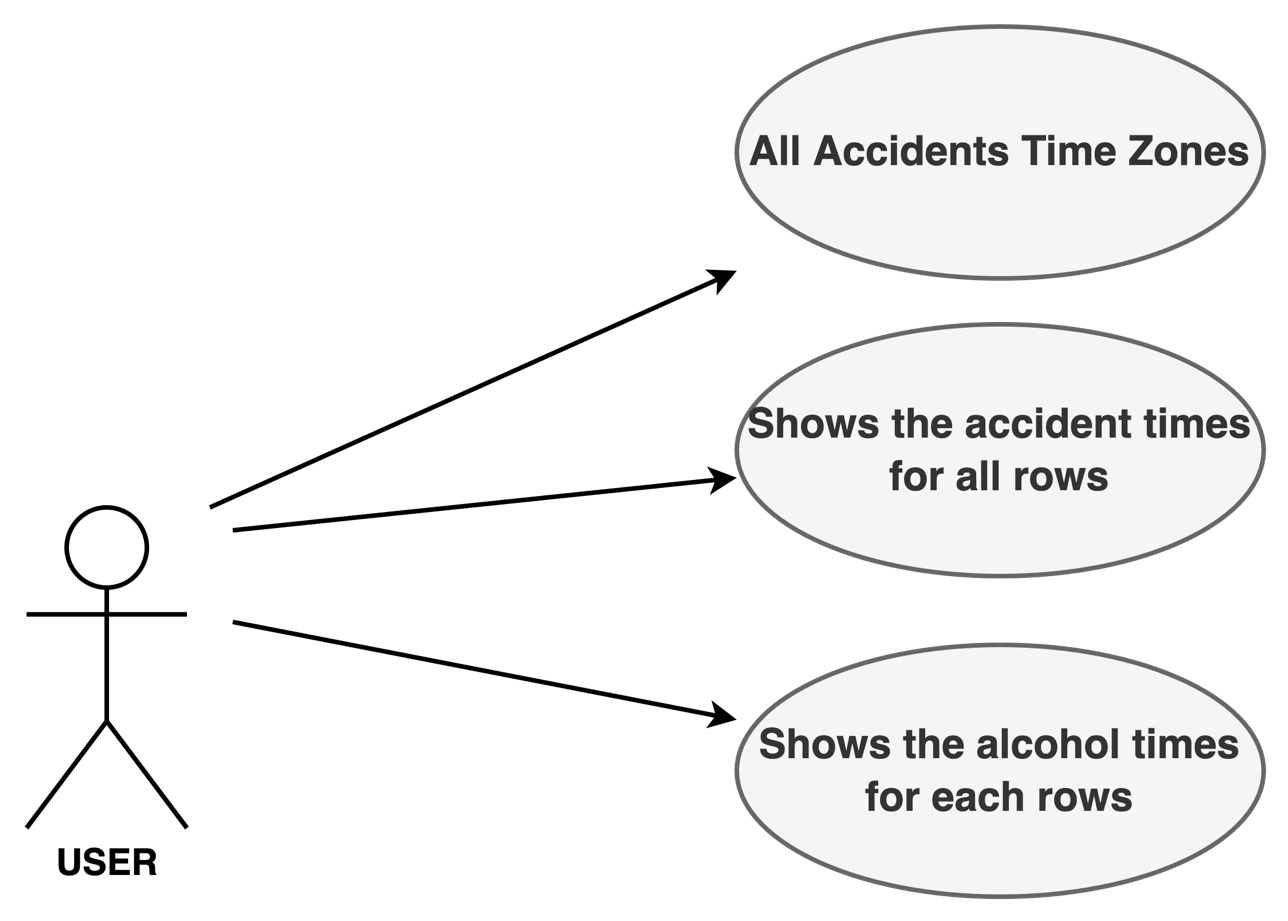 All Accidents Time Zones
Shows the accident times
for all rows
Shows the alcohol times
for each rows
USER